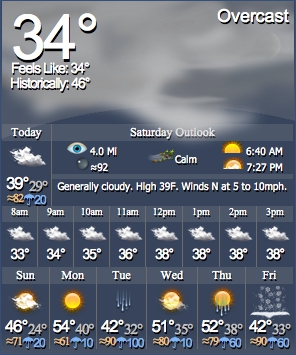 34° Overcast
Feels Like: 34°
Historically: 46°
Today Saturday Outlook
4.0 MI Calm 6:40 AM
≈92 7:27 PM
39° 29° Generally cloudy. High 39F. Winds N at 5 to 10mph.
≈82 20
8am 9am 10am 11am 12pm 1pm 2pm 3pm
33° 34° 35° 36° 38° 38° 38° 38°
Sun Mon Tue Wed Thu Fri
46° 24° 54° 40° 42° 32° 51° 35° 52° 38° 42° 33°
≈71 20 ≈61 10 ≈90 100 ≈80 10 ≈79 60 ≈90 60